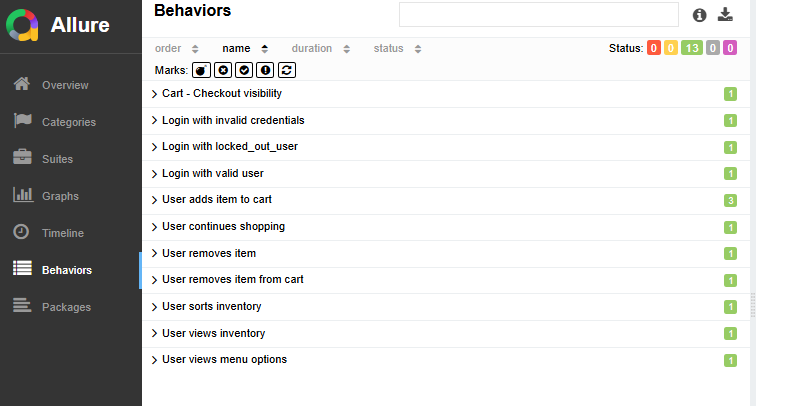 Allure
Behaviors
order name duration status Status: 0 0 13 0 0
Marks:
Overview
Categories
Suites
Graphs
Timeline
Behaviors
Packages
Cart - Checkout visibility 1
Login with invalid credentials 1
Login with locked_out_user 1
Login with valid user 1
User adds item to cart 3
User continues shopping 1
User removes item 1
User removes item from cart 1
User sorts inventory 1
User views inventory 1
User views menu options 1